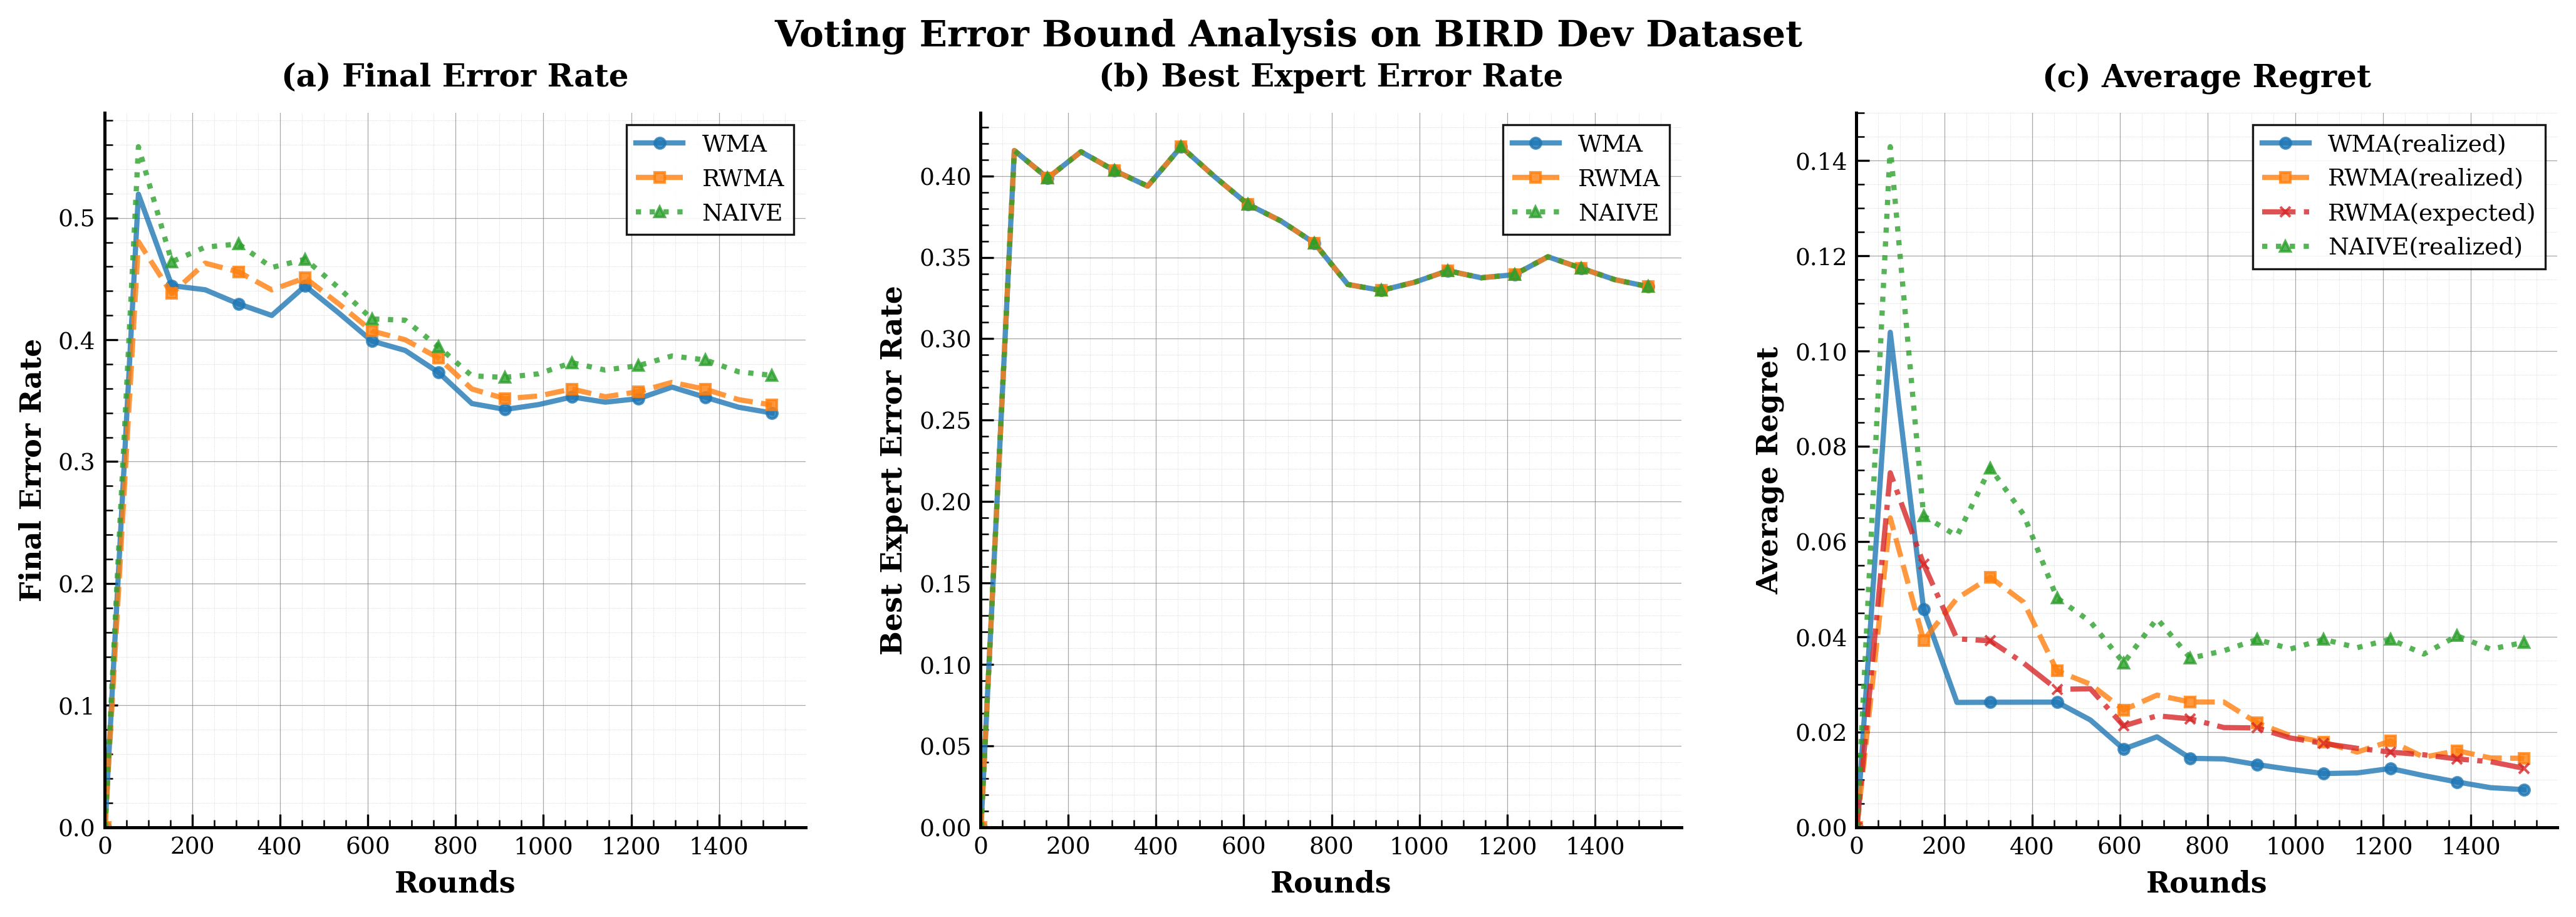 Voting Error Bound Analysis on BIRD Dev Dataset
(a) Final Error Rate
Final Error Rate
0.5
0.4
0.3
0.2
0.1
0.0
0 200 400 600 800 1000 1200 1400
Rounds
WMA
RWMA
NAIVE
(b) Best Expert Error Rate
Best Expert Error Rate
0.40
0.35
0.30
0.25
0.20
0.15
0.10
0.05
0.00
0 200 400 600 800 1000 1200 1400
Rounds
WMA
RWMA
NAIVE
(c) Average Regret
Average Regret
0.14
0.12
0.10
0.08
0.06
0.04
0.02
0.00
0 200 400 600 800 1000 1200 1400
Rounds
WMA(realized)
RWMA(realized)
RWMA(expected)
NAIVE(realized)